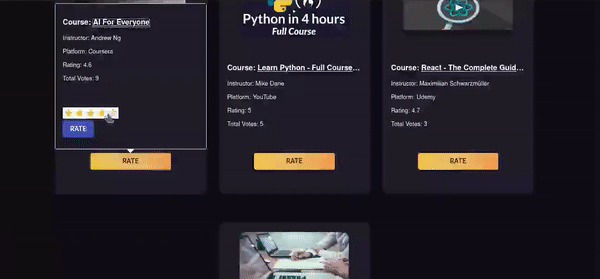 Course: AI For Everyone
Instructor: Andrew Ng
Platform: Coursera
Rating: 4.6
Total Votes: 9
RATE
RATE
Python in 4 hours
Full Course
Course: Learn Python - Full Course...
Instructor: Mike Dane
Platform: YouTube
Rating: 5
Total Votes: 5
RATE
Course: React - The Complete Guid...
Instructor: Maximilian Schwarzmüller
Platform: Udemy
Rating: 4.7
Total Votes: 3
RATE